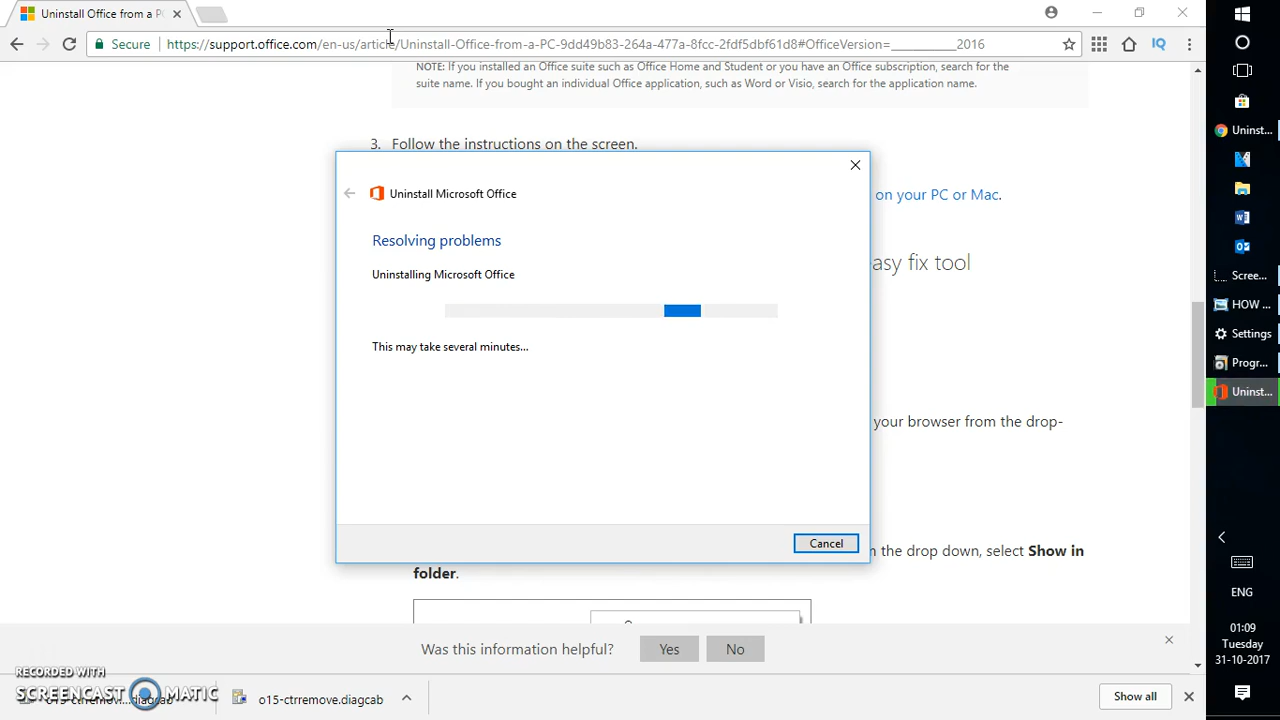 Uninstall Office from a PC
Secure https://support.office.com/en-us/article/Uninstall-Office-from-a-PC-9dd49b83-264a-477a-8fcc-2fdf5dbf61d8#OfficeVersion=__________2016
IQ
NOTE: If you installed an Office suite such as Office Home and Student or you have an Office subscription, search for the
suite name. If you bought an individual Office application, such as Word or Visio, search for the application name.
3. Follow the instructions on the screen.
Uninstall Microsoft Office
on your PC or Mac.
Resolving problems
asy fix tool
Uninstalling Microsoft Office
This may take several minutes...
your browser from the drop-
Cancel
n the drop down, select Show in
folder.
Was this information helpful? Yes No
RECORDED WITH
SCREENCAST MATIC
o15-ctrremove.diagcab
o15-ctrremove.diagcab
Show all
Uninst...
Scree...
HOW ...
Settings
Progr...
Uninst...
ENG
01:09
Tuesday
31-10-2017